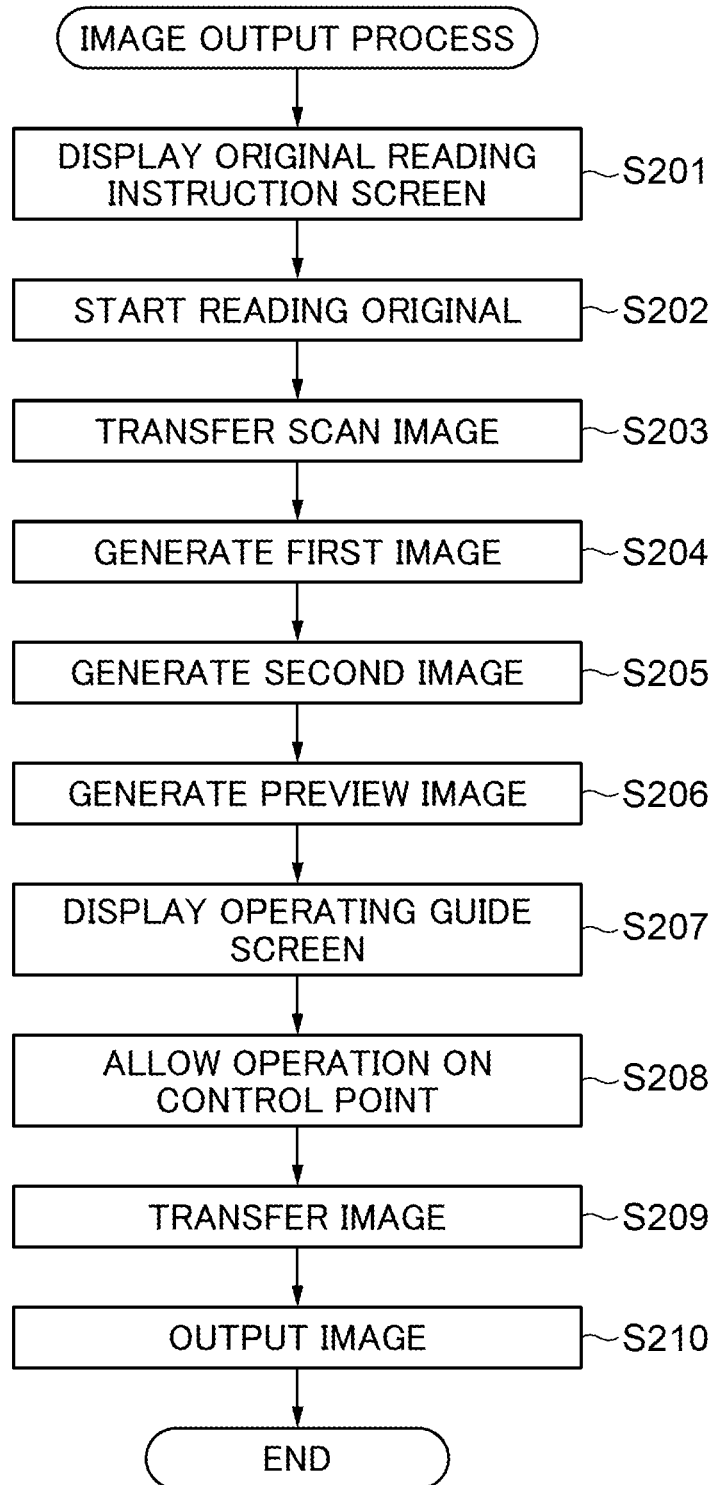 IMAGE OUTPUT PROCESS
DISPLAY ORIGINAL READING
INSTRUCTION SCREEN
S201
START READING ORIGINAL
S202
TRANSFER SCAN IMAGE
S203
GENERATE FIRST IMAGE
S204
GENERATE SECOND IMAGE
S205
GENERATE PREVIEW IMAGE
S206
DISPLAY OPERATING GUIDE
SCREEN
S207
ALLOW OPERATION ON
CONTROL POINT
S208
TRANSFER IMAGE
S209
OUTPUT IMAGE
S210
END